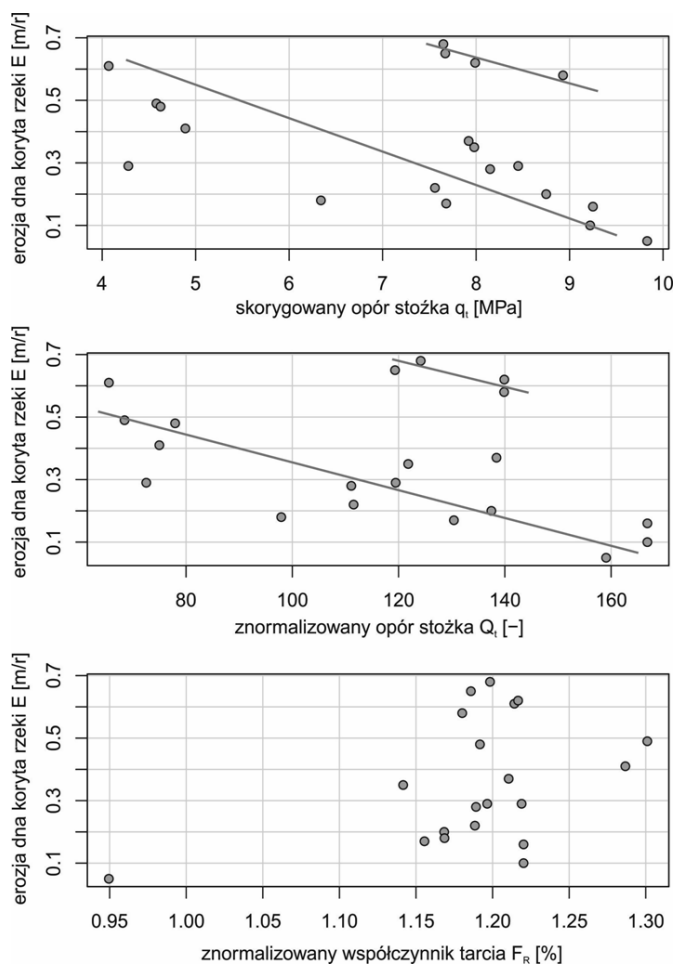 erozja dna koryta rzeki E [m/r]
0.7
0.5
0.3
0.1
4 5 6 7 8 9 10
skorygowany opór stożka qt [MPa]
erozja dna koryta rzeki E [m/r]
0.7
0.5
0.3
0.1
80 100 120 140 160
znormalizowany opór stożka Qt [−]
erozja dna koryta rzeki E [m/r]
0.7
0.5
0.3
0.1
0.95 1.00 1.05 1.10 1.15 1.20 1.25 1.30
znormalizowany współczynnik tarcia FR [%]